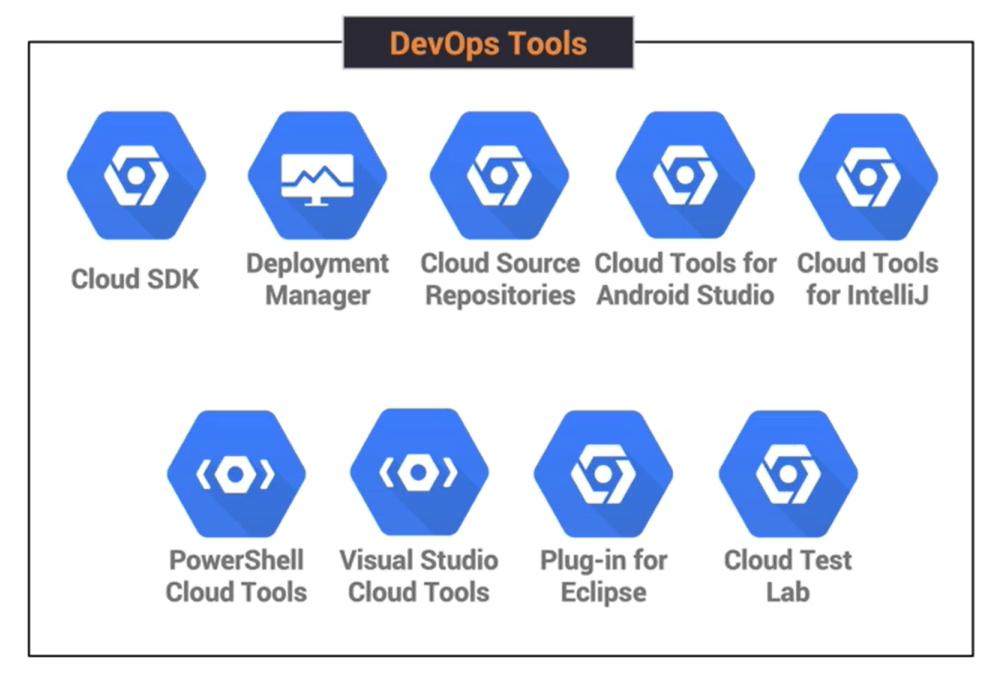 DevOps Tools
Cloud SDK
Deployment
Manager
Cloud Source
Repositories
Cloud Tools for
Android Studio
Cloud Tools
for IntelliJ
PowerShell
Cloud Tools
Visual Studio
Cloud Tools
Plug-in for
Eclipse
Cloud Test
Lab